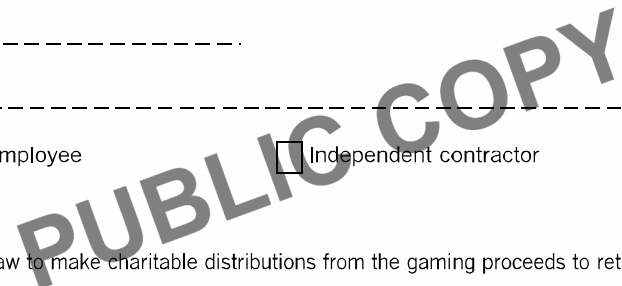 mployee Independent contractor
PUBLIC COPY
aw to make charitable distributions from the gaming proceeds to ret